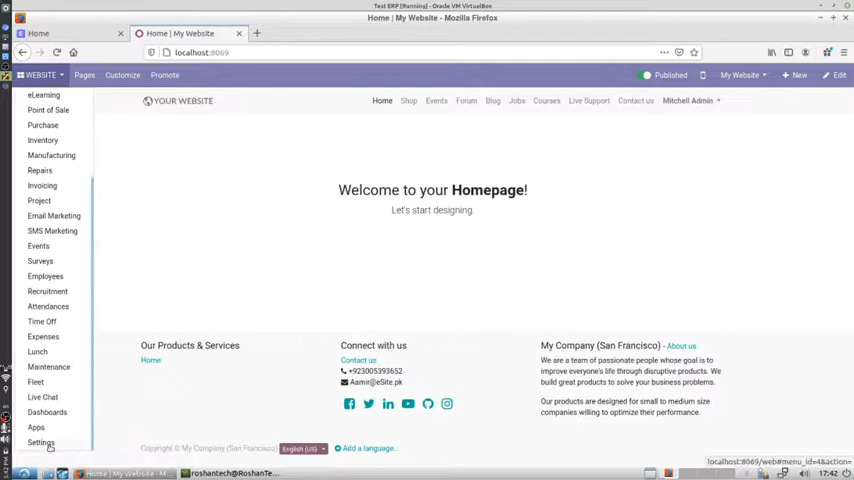 Test ERP [Running] - Oracle VM VirtualBox
Home | My Website - Mozilla Firefox
Home
Home | My Website
localhost:8069
WEBSITE Pages Customize Promote Published My Website New Edit
YOUR WEBSITE
Home Shop Events Forum Blog Jobs Courses Live Support Contact us Mitchell Admin
eLearning
Point of Sale
Purchase
Inventory
Manufacturing
Repairs
Invoicing
Project
Email Marketing
SMS Marketing
Events
Surveys
Employees
Recruitment
Attendances
Time Off
Expenses
Lunch
Maintenance
Fleet
Live Chat
Dashboards
Apps
Settings
Welcome to your Homepage!
Let's start designing.
Our Products & Services
Home
Connect with us
Contact us
+923005393652
Aamir@eSite.pk
My Company (San Francisco) - About us
We are a team of passionate people whose goal is to
improve everyone's life through disruptive products. We
build great products to solve your business problems.
Our products are designed for small to medium size
companies willing to optimize their performance.
Copyright © My Company (San Francisco) English (US) Add a language...
localhost:8069/web#menu_id=4&action=
Home | My Website - M...
roshantech@RoshanTe...
17:42